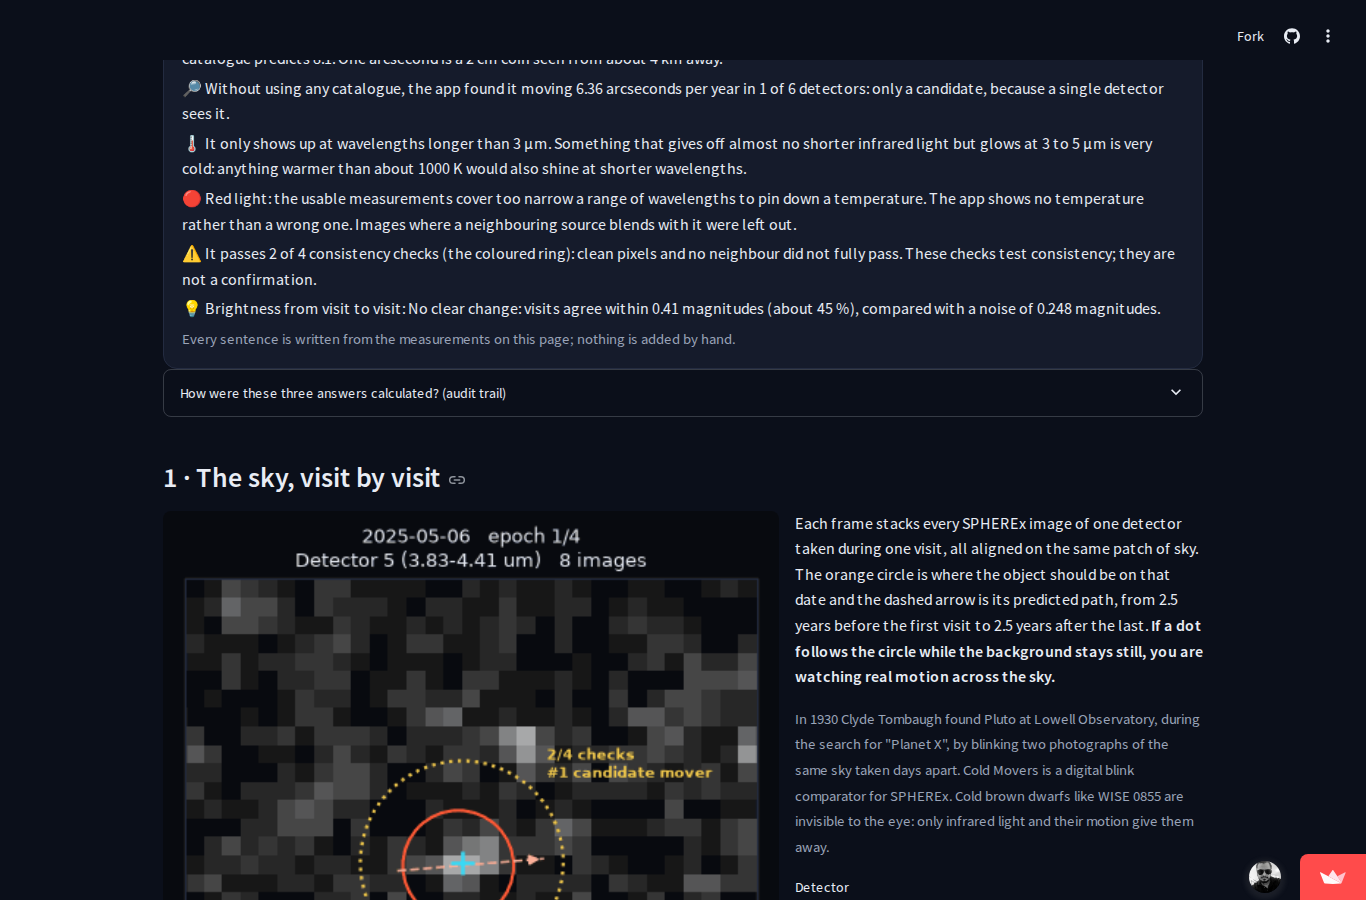 Fork
catalogue predicts 8.1. One arcsecond is a 2 cm coin seen from about 4 km away.
🔎 Without using any catalogue, the app found it moving 6.36 arcseconds per year in 1 of 6 detectors: only a candidate, because a single detector
sees it.
🌡️ It only shows up at wavelengths longer than 3 µm. Something that gives off almost no shorter infrared light but glows at 3 to 5 µm is very
cold: anything warmer than about 1000 K would also shine at shorter wavelengths.
🔴 Red light: the usable measurements cover too narrow a range of wavelengths to pin down a temperature. The app shows no temperature
rather than a wrong one. Images where a neighbouring source blends with it were left out.
⚠️ It passes 2 of 4 consistency checks (the coloured ring): clean pixels and no neighbour did not fully pass. These checks test consistency; they are
not a confirmation.
💡 Brightness from visit to visit: No clear change: visits agree within 0.41 magnitudes (about 45 %), compared with a noise of 0.248 magnitudes.
Every sentence is written from the measurements on this page; nothing is added by hand.
How were these three answers calculated? (audit trail)
1 · The sky, visit by visit
2025-05-06 epoch 1/4
Detector 5 (3.83-4.41 um) 8 images
2/4 checks
#1 candidate mover
Each frame stacks every SPHEREx image of one detector
taken during one visit, all aligned on the same patch of sky.
The orange circle is where the object should be on that
date and the dashed arrow is its predicted path, from 2.5
years before the first visit to 2.5 years after the last. If a dot
follows the circle while the background stays still, you are
watching real motion across the sky.
In 1930 Clyde Tombaugh found Pluto at Lowell Observatory, during
the search for "Planet X", by blinking two photographs of the
same sky taken days apart. Cold Movers is a digital blink
comparator for SPHEREx. Cold brown dwarfs like WISE 0855 are
invisible to the eye: only infrared light and their motion give them
away.
Detector